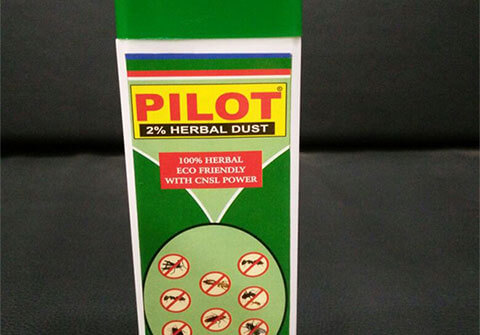 PILOT
2% HERBAL DUST
100% HERBAL
ECO FRIENDLY
WITH CNSL POWER